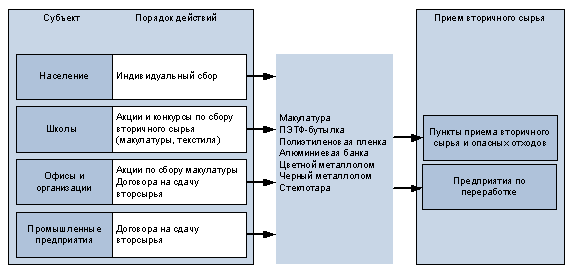 Субъект
Порядок действий
Прием вторичного сырья
Население
Индивидуальный сбор
Школы
Акции и конкурсы по сбору
вторичного сырья
(макулатуры, текстиля)
Офисы и
организации
Акции по сбору макулатуры
Договора на сдачу
вторсырья
Промышленные
предприятия
Договора на сдачу
вторсырья
Макулатура
ПЭТФ-бутылка
Полиэтиленовая пленка
Алюминиевая банка
Цветной металлолом
Черный металлолом
Стеклотара
Пункты приема вторичного
сырья и опасных отходов
Предприятия по
переработке